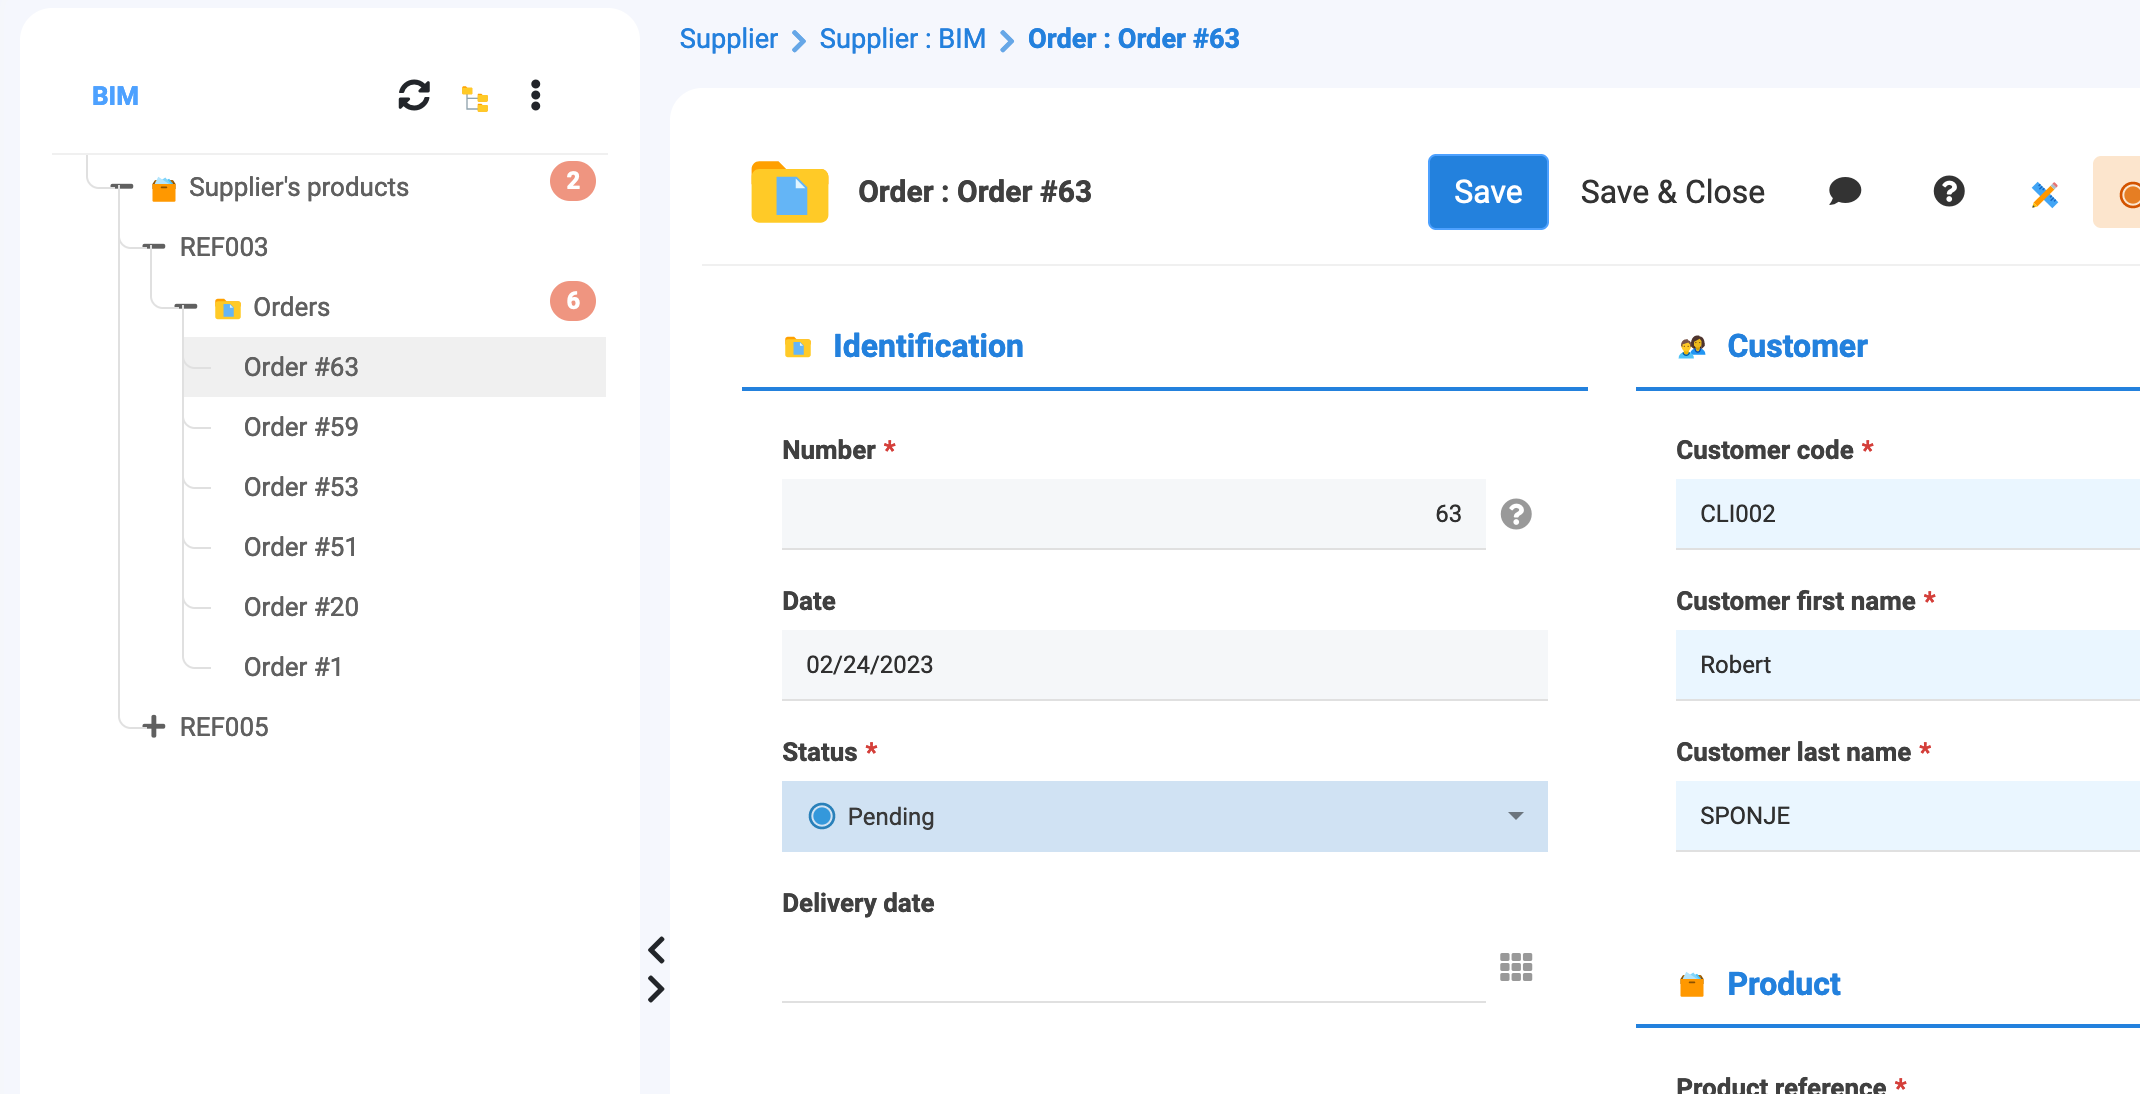 Supplier > Supplier : BIM > Order : Order #63
BIM
Supplier's products 2
REF003
Orders 6
Order #63
Order #59
Order #53
Order #51
Order #20
Order #1
REF005
Order : Order #63
Save
Save & Close
Identification
Number *
63
Date
02/24/2023
Status *
Pending
Delivery date
Customer
Customer code *
CLI002
Customer first name *
Robert
Customer last name *
SPONJE
Product
Product reference *